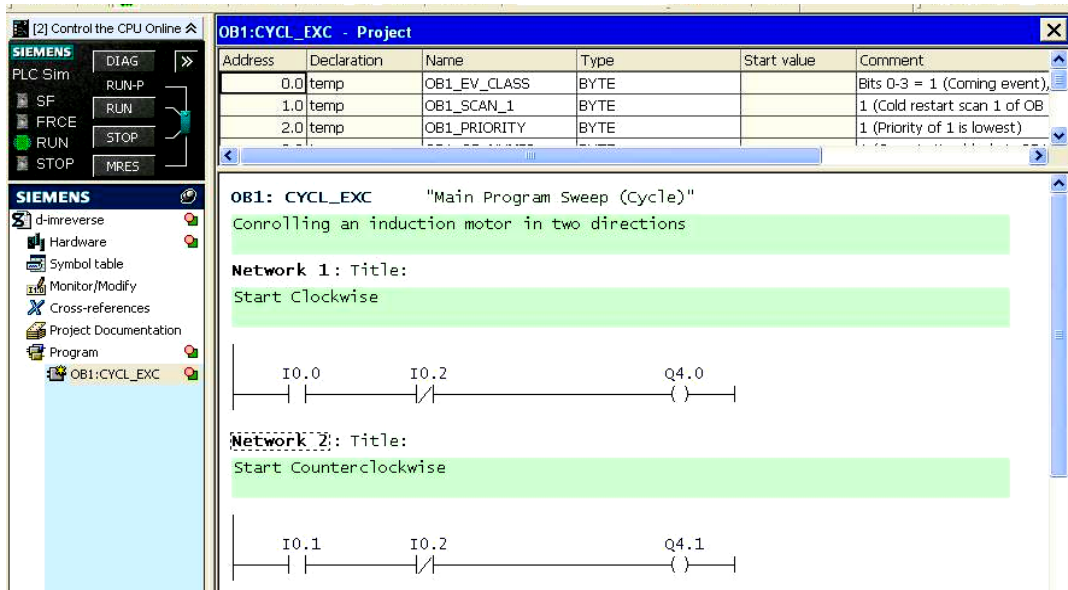 [2] Control the CPU Online
SIEMENS
PLC Sim
DIAG
RUN-P
SF
RUN
FRCE
RUN
STOP
STOP
MRES
SIEMENS
d-imreverse
Hardware
Symbol table
Monitor/Modify
Cross-references
Project Documentation
Program
OB1:CYCL_EXC
OB1:CYCL_EXC - Project
Address Declaration Name Type Start value Comment
0.0 temp OB1_EV_CLASS BYTE Bits 0-3 = 1 (Coming event),
1.0 temp OB1_SCAN_1 BYTE 1 (Cold restart scan 1 of OB
2.0 temp OB1_PRIORITY BYTE 1 (Priority of 1 is lowest)
OB1: CYCL_EXC "Main Program Sweep (Cycle)"
Conrolling an induction motor in two directions
Network 1: Title:
Start Clockwise
I0.0 I0.2 Q4.0
Network 2: Title:
Start Counterclockwise
I0.1 I0.2 Q4.1